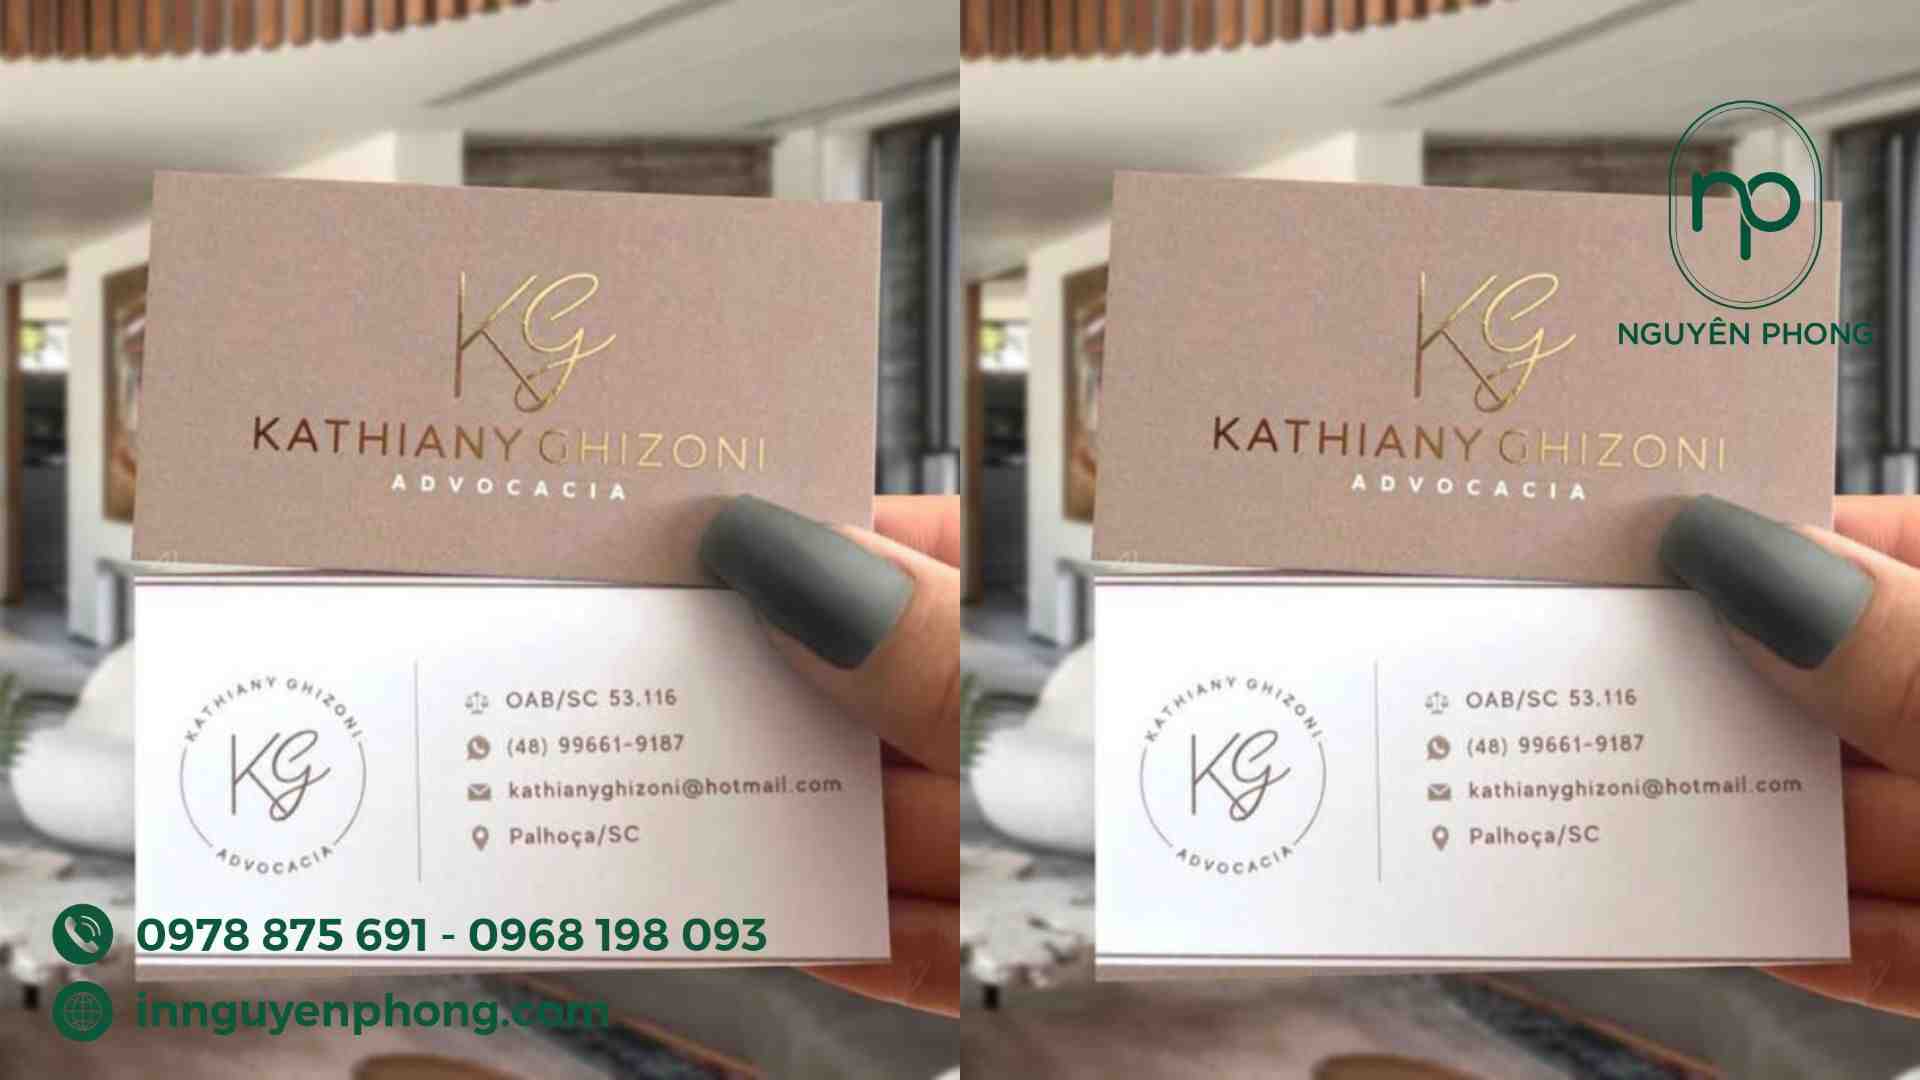 KG
KATHIANY GHIZONI
ADVOCACIA
KATHIANY GHIZONI
KG
ADVOCACIA
OAB/SC 53.116
(48) 99661-9187
kathianyghizoni@hotmail.com
Palhoça/SC
0978 875 691 - 0968 198 093
innguyenphong.com
np
NGUYÊN PHONG
KG
KATHIANY GHIZONI
ADVOCACIA
KATHIANY GHIZONI
KG
ADVOCACIA
OAB/SC 53.116
(48) 99661-9187
kathianyghizoni@hotmail.com
Palhoça/SC